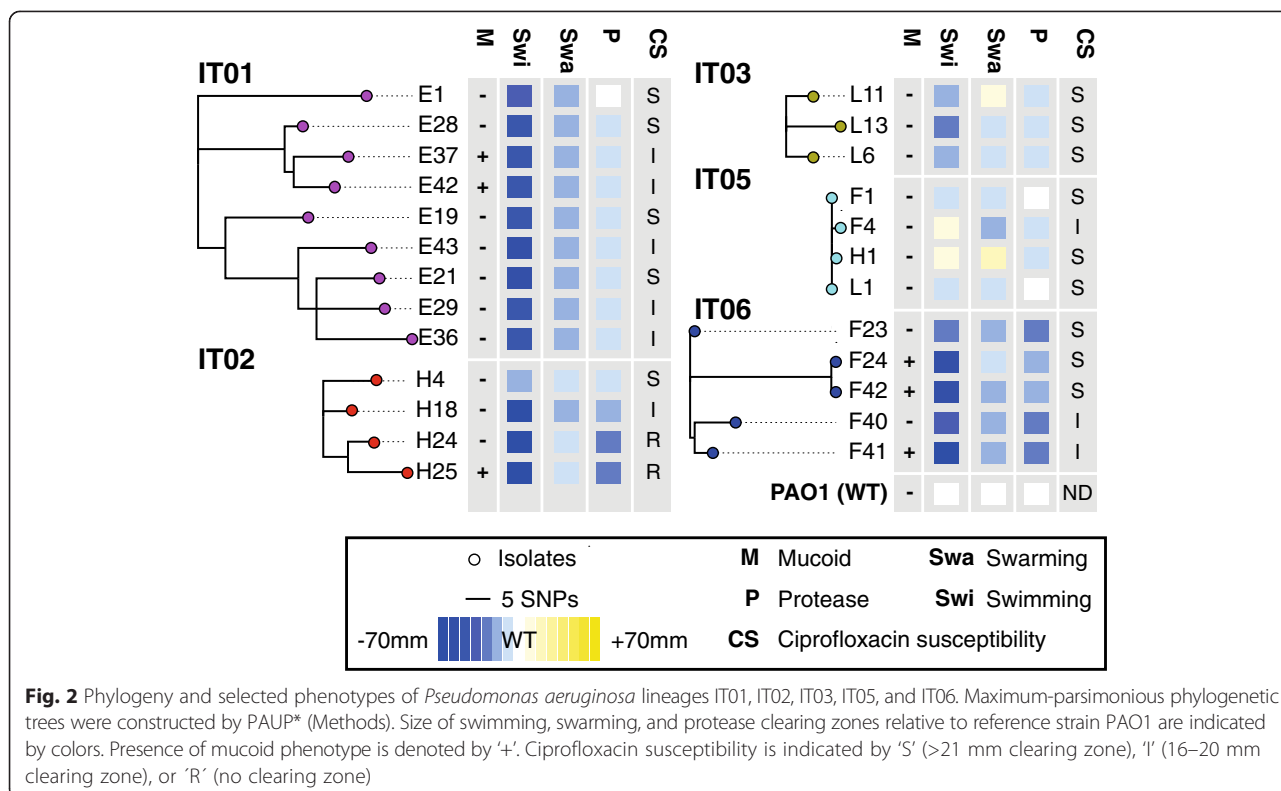 M Swi Swa P CS
IT01
E1 - S
E28 - S
E37 + I
E42 + I
E19 - S
E43 - I
E21 - S
E29 - I
E36 - I
IT02
H4 - S
H18 - I
H24 - R
H25 + R
M Swi Swa P CS
IT03
L11 - S
L13 - S
L6 - S
IT05
F1 - S
F4 - I
H1 - S
L1 - S
IT06
F23 - S
F24 + S
F42 + S
F40 - I
F41 + I
PAO1 (WT) - ND
Isolates M Mucoid Swa Swarming
5 SNPs P Protease Swi Swimming
-70mm WT +70mm CS Ciprofloxacin susceptibility
Fig. 2 Phylogeny and selected phenotypes of Pseudomonas aeruginosa lineages IT01, IT02, IT03, IT05, and IT06. Maximum-parsimonious phylogenetic
trees were constructed by PAUP* (Methods). Size of swimming, swarming, and protease clearing zones relative to reference strain PAO1 are indicated
by colors. Presence of mucoid phenotype is denoted by ‘+’. Ciprofloxacin susceptibility is indicated by ‘S’ (>21 mm clearing zone), ‘I’ (16–20 mm
clearing zone), or ´R´ (no clearing zone)